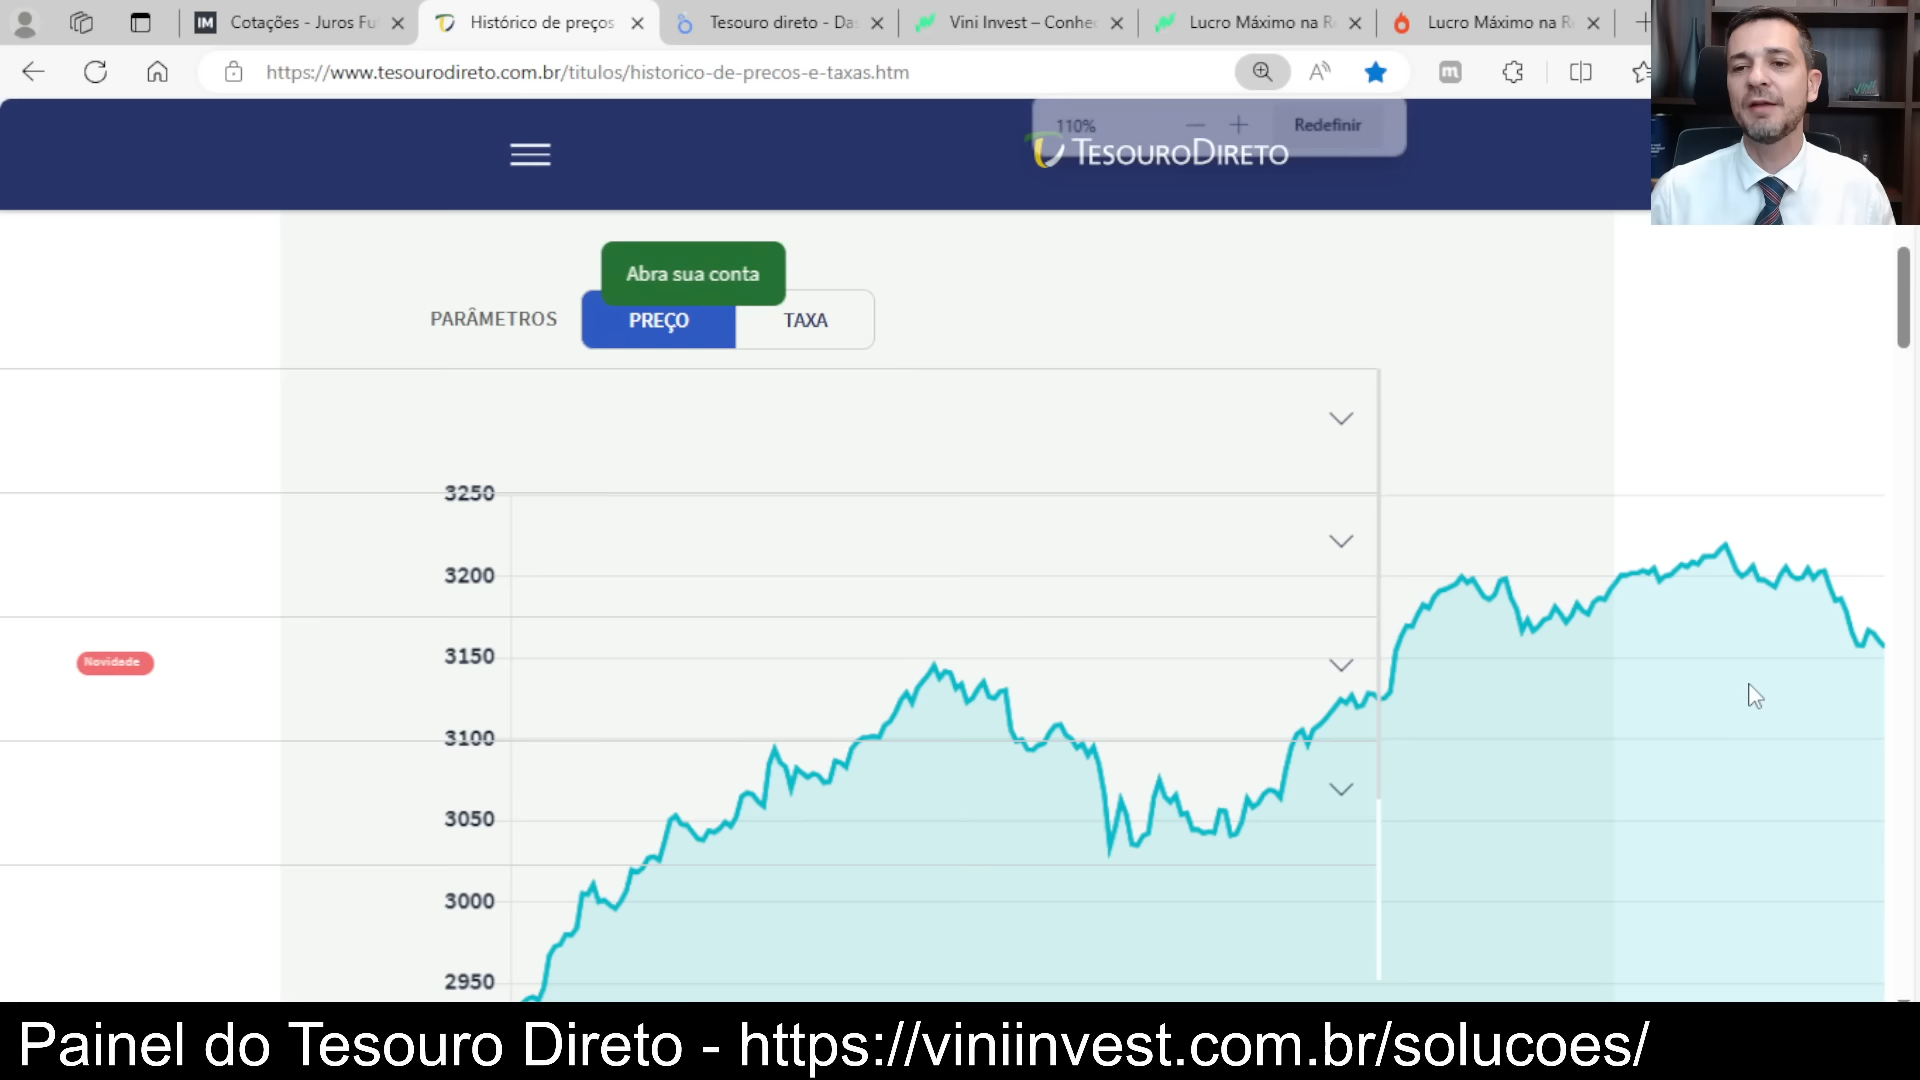 IM Cotações - Juros Fu
Histórico de preços
Tesouro direto - Da
Vini Invest – Conhec
Lucro Máximo na R
Lucro Máximo na R
https://www.tesourodireto.com.br/titulos/historico-de-precos-e-taxas.htm
110%
Redefinir
TESOURODIRETO
Abra sua conta
PARÂMETROS
PREÇO
TAXA
3250
3200
3150
Novidade
3100
3050
3000
2950
Painel do Tesouro Direto - https://viniinvest.com.br/solucoes/